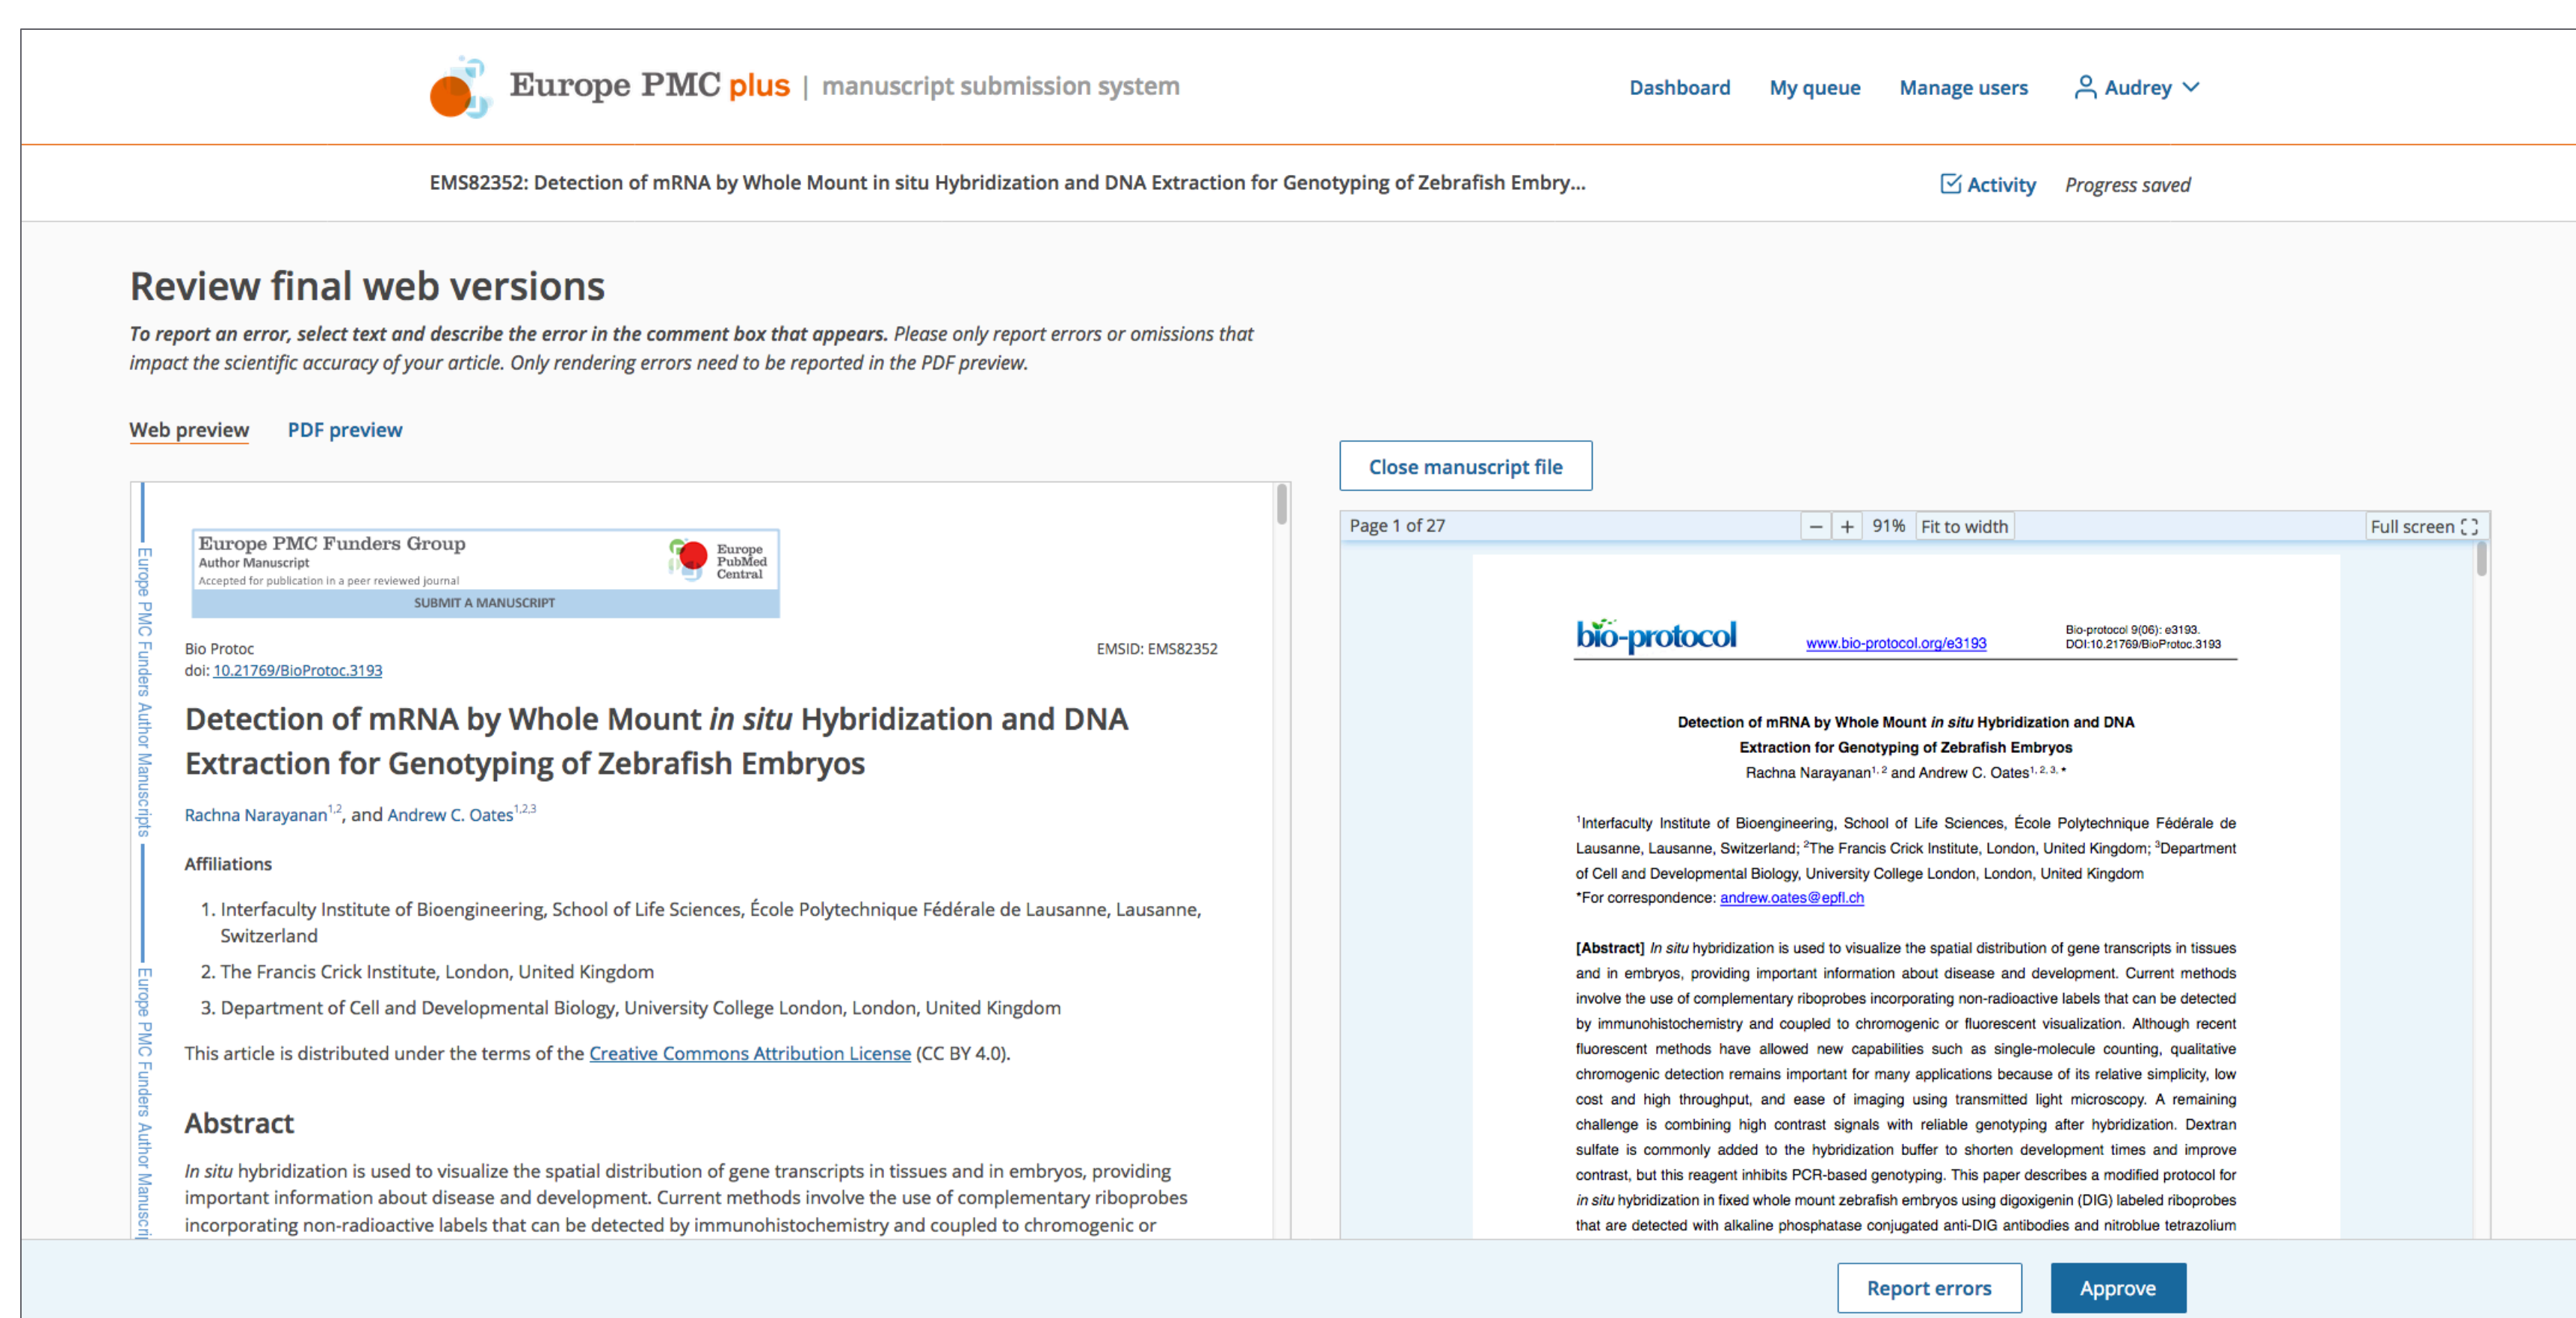 Europe PMC plus | manuscript submission system
Dashboard My queue Manage users Audrey
EMS82352: Detection of mRNA by Whole Mount in situ Hybridization and DNA Extraction for Genotyping of Zebrafish Embry...
Activity Progress saved
Review final web versions
To report an error, select text and describe the error in the comment box that appears. Please only report errors or omissions that
impact the scientific accuracy of your article. Only rendering errors need to be reported in the PDF preview.
Web preview PDF preview
Europe PMC Funders Author Manuscripts
Europe PMC Funders Author Manuscri
Europe PMC Funders Group
Author Manuscript
Accepted for publication in a peer reviewed journal
Europe
PubMed
Central
SUBMIT A MANUSCRIPT
Bio Protoc
EMSID: EMS82352
doi: 10.21769/BioProtoc.3193
Detection of mRNA by Whole Mount in situ Hybridization and DNA
Extraction for Genotyping of Zebrafish Embryos
Rachna Narayanan1,2, and Andrew C. Oates1,2,3
Affiliations
1. Interfaculty Institute of Bioengineering, School of Life Sciences, École Polytechnique Fédérale de Lausanne, Lausanne,
Switzerland
2. The Francis Crick Institute, London, United Kingdom
3. Department of Cell and Developmental Biology, University College London, London, United Kingdom
This article is distributed under the terms of the Creative Commons Attribution License (CC BY 4.0).
Abstract
In situ hybridization is used to visualize the spatial distribution of gene transcripts in tissues and in embryos, providing
important information about disease and development. Current methods involve the use of complementary riboprobes
incorporating non-radioactive labels that can be detected by immunohistochemistry and coupled to chromogenic or
Close manuscript file
Page 1 of 27 − + 91% Fit to width Full screen
bio-protocol
www.bio-protocol.org/e3193
Bio-protocol 9(06): e3193.
DOI:10.21769/BioProtoc.3193
Detection of mRNA by Whole Mount in situ Hybridization and DNA
Extraction for Genotyping of Zebrafish Embryos
Rachna Narayanan1, 2 and Andrew C. Oates1, 2, 3, *
1Interfaculty Institute of Bioengineering, School of Life Sciences, École Polytechnique Fédérale de
Lausanne, Lausanne, Switzerland; 2The Francis Crick Institute, London, United Kingdom; 3Department
of Cell and Developmental Biology, University College London, London, United Kingdom
*For correspondence: andrew.oates@epfl.ch
[Abstract] In situ hybridization is used to visualize the spatial distribution of gene transcripts in tissues
and in embryos, providing important information about disease and development. Current methods
involve the use of complementary riboprobes incorporating non-radioactive labels that can be detected
by immunohistochemistry and coupled to chromogenic or fluorescent visualization. Although recent
fluorescent methods have allowed new capabilities such as single-molecule counting, qualitative
chromogenic detection remains important for many applications because of its relative simplicity, low
cost and high throughput, and ease of imaging using transmitted light microscopy. A remaining
challenge is combining high contrast signals with reliable genotyping after hybridization. Dextran
sulfate is commonly added to the hybridization buffer to shorten development times and improve
contrast, but this reagent inhibits PCR-based genotyping. This paper describes a modified protocol for
in situ hybridization in fixed whole mount zebrafish embryos using digoxigenin (DIG) labeled riboprobes
that are detected with alkaline phosphatase conjugated anti-DIG antibodies and nitroblue tetrazolium
Report errors Approve